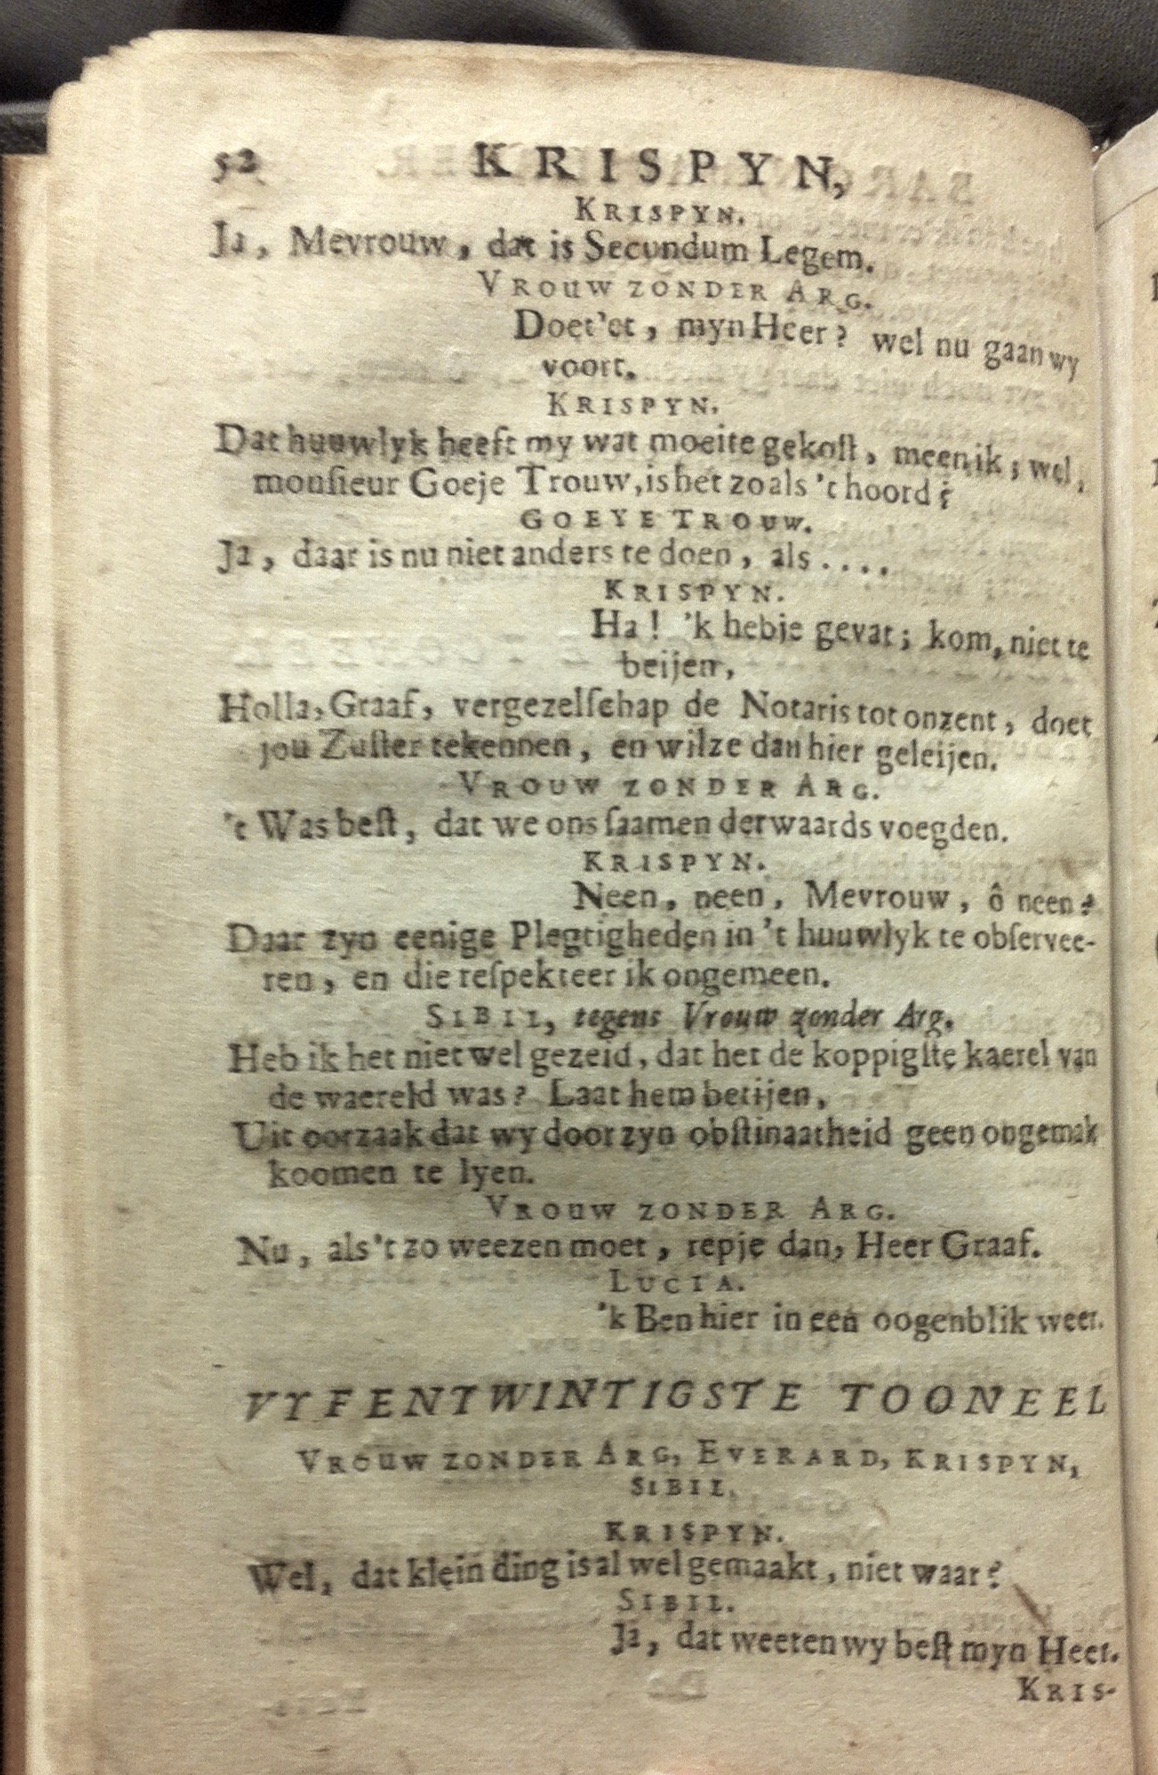 52 KRISPYN,
KRISPYN.
Ja, Mevrouw, dat is Secundum Legem.
VROUW ZONDER ARG.
Doet'et, myn Heer? wel nu gaan wy
voort.
KRISPYN.
Dat huuwlyk heeft my wat moeite gekoſt, meen ik; wel,
monſieur Goeje Trouw, is het zoals 't hoord?
GOEYE TROUW.
Ja, daar is nu niet anders te doen, als....
KRISPYN.
Ha! 'k hebje gevat; kom, niet te
beijen,
Holla, Graaf, vergezelſchap de Notaris tot onzent, doet
jou Zuſter tekennen, en wilze dan hier geleijen.
VROUW ZONDER ARG.
't Was beſt, dat we ons ſaamen derwaards voegden.
KRISPYN.
Neen, neen, Mevrouw, ô neen?
Daar zyn eenige Plegtigheden in 't huuwlyk te obſervee-
ren, en die reſpekteer ik ongemeen.
SIBIL, tegens Vrouw zonder Arg.
Heb ik het niet wel gezeid, dat het de koppigſte kaerel van
de waereld was? Laat hem betijen,
Uit oorzaak dat wy door zyn obſtinaatheid geen ongemak
koomen te lyen.
VROUW ZONDER ARG.
Nu, als 't zo weezen moet, repje dan, Heer Graaf.
LUCIA.
'k Ben hier in een oogenblik weer.
VYFENTWINTIGSTE TOONEEL
VROUW ZONDER ARG, EVERARD, KRISPYN,
SIBIL.
KRISPYN.
Wel, dat klein ding is al wel gemaakt, niet waar?
SIBIL.
Ja, dat weeten wy beſt myn Heer.
KRIS-